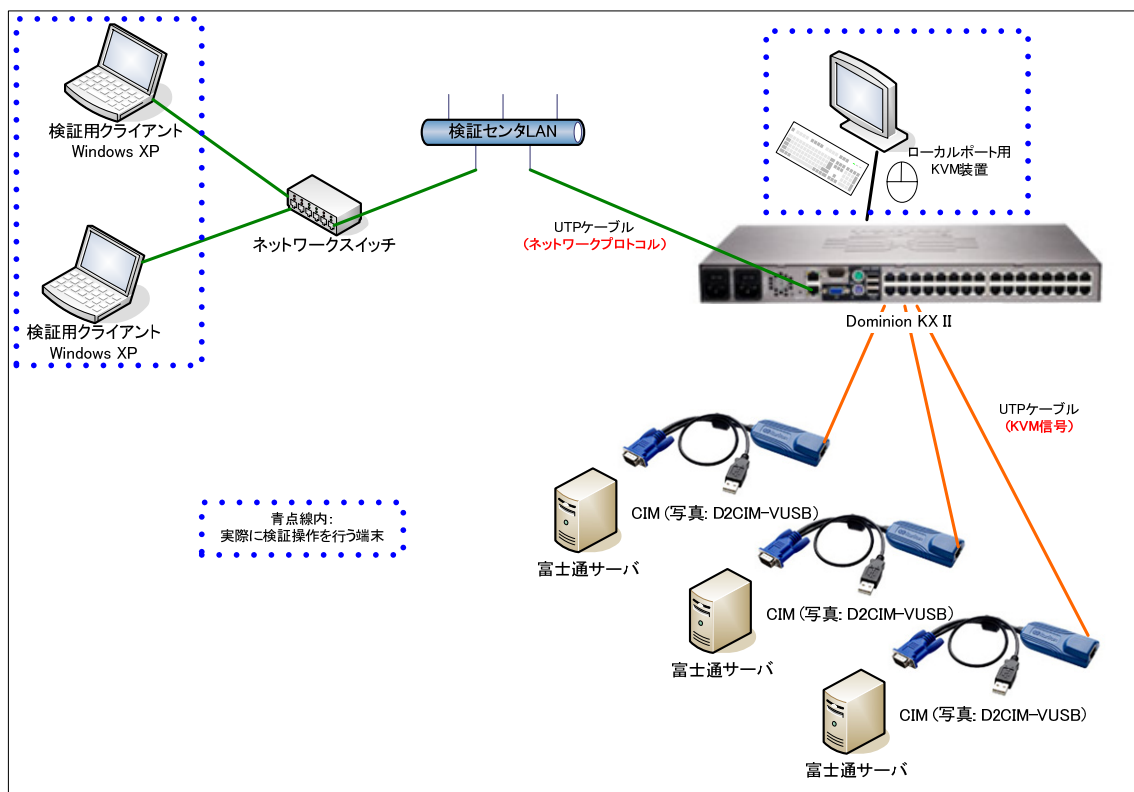 検証用クライアント
Windows XP
検証センタLAN
ローカルポート用
KVM装置
ネットワークスイッチ
UTPケーブル
（ネットワークプロトコル）
検証用クライアント
Windows XP
Dominion KX II
UTPケーブル
（KVM信号）
青点線内：
実際に検証操作を行う端末
CIM（写真：D2CIM-VUSB）
富士通サーバ
CIM（写真：D2CIM-VUSB）
富士通サーバ
CIM（写真：D2CIM-VUSB）
富士通サーバ